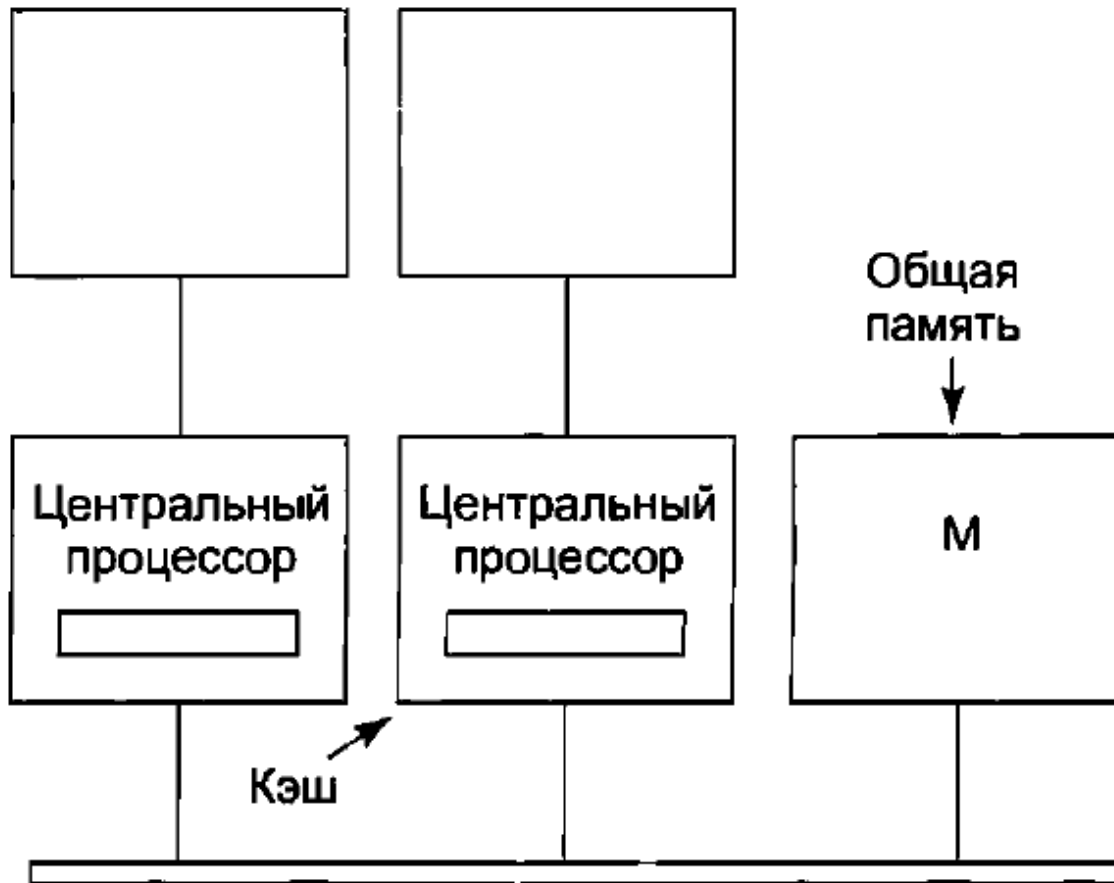 Общая
память
Центральный
процессор
Центральный
процессор
М
Кэш